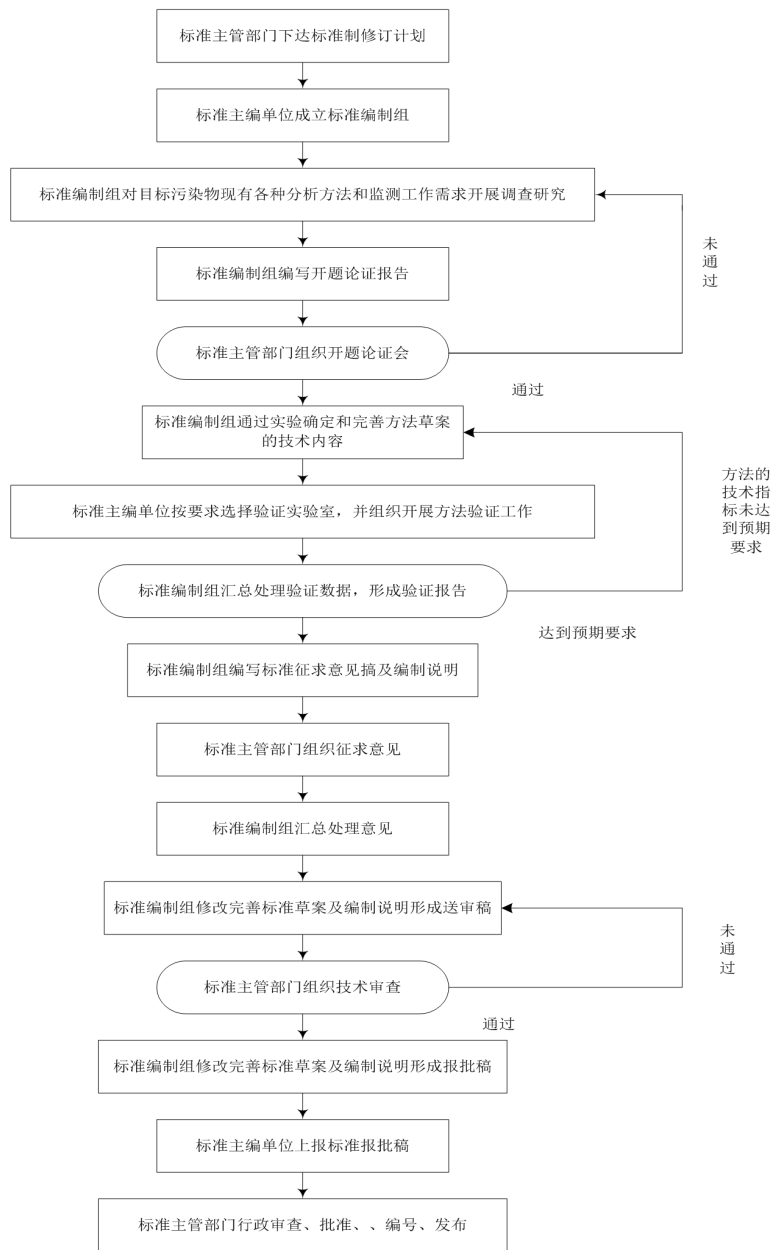 标准主管部门下达标准制修订计划
标准主编单位成立标准编制组
标准编制组对目标污染物现有各种分析方法和监测工作需求开展调查研究
未
通
过
标准编制组编写开题论证报告
标准主管部门组织开题论证会
通过
标准编制组通过实验确定和完善方法草案
的技术内容
方法的
技术指
标未达
到预期
要求
标准主编单位按要求选择验证实验室，并组织开展方法验证工作
标准编制组汇总处理验证数据，形成验证报告
达到预期要求
标准编制组编写标准征求意见搞及编制说明
标准主管部门组织征求意见
标准编制组汇总处理意见
标准编制组修改完善标准草案及编制说明形成送审稿
未
通
过
标准主管部门组织技术审查
通过
标准编制组修改完善标准草案及编制说明形成报批稿
标准主编单位上报标准报批稿
标准主管部门行政审查、批准、、编号、发布